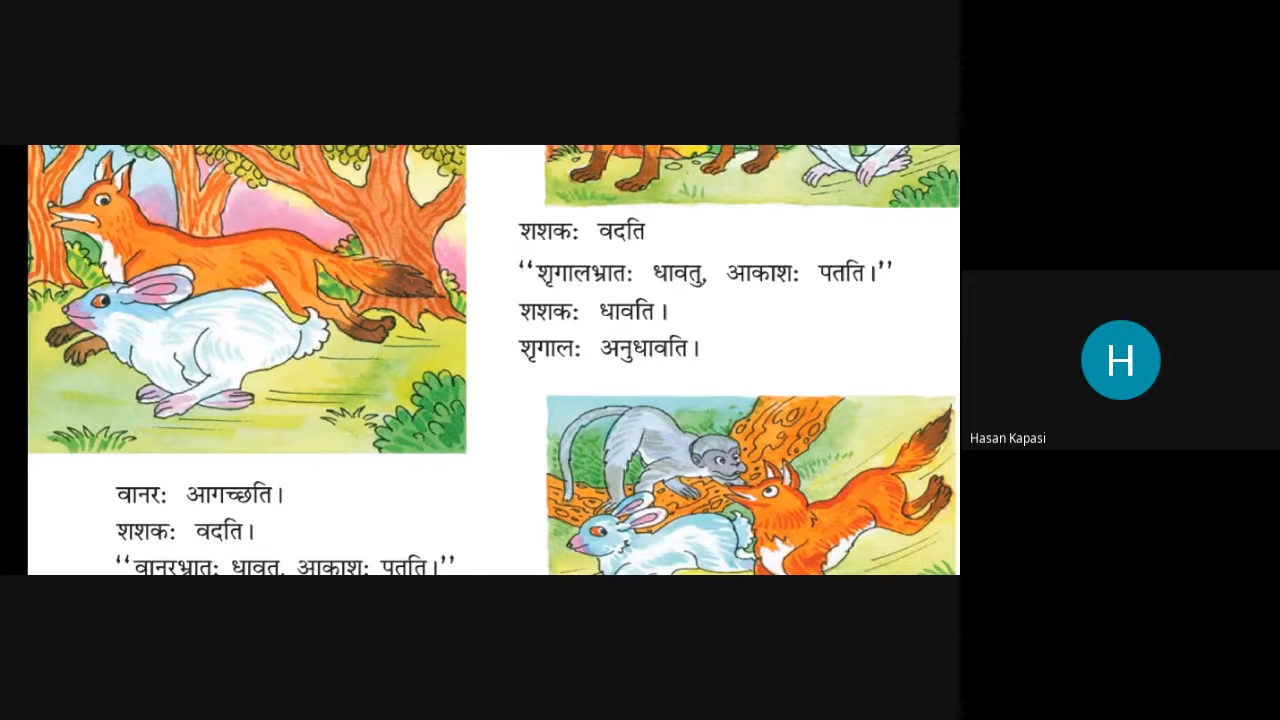 शशकः वदति
“शृगालभ्रातः धावतु, आकाशः पतति।”
शशकः धावति।
शृगालः अनुधावति।
वानरः आगच्छति।
शशकः वदति।
“वानरभ्रातः धावतु, आकाशः पतति।”
H
Hasan Kapasi